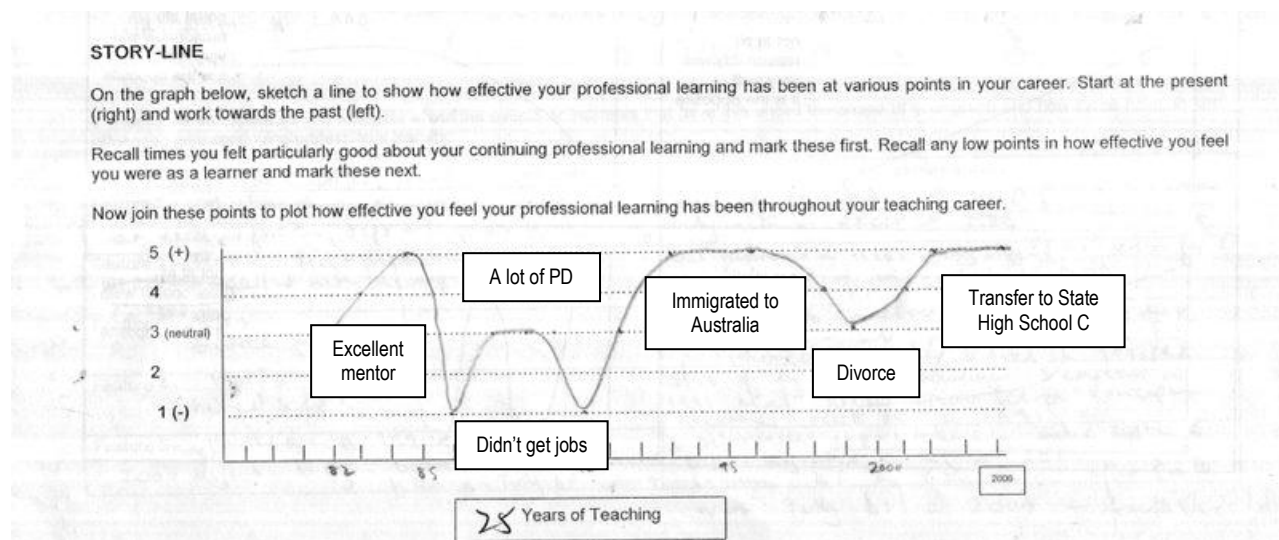 STORY-LINE
On the graph below, sketch a line to show how effective your professional learning has been at various points in your career. Start at the present
(right) and work towards the past (left).
Recall times you felt particularly good about your continuing professional learning and mark these first. Recall any low points in how effective you feel
you were as a learner and mark these next.
Now join these points to plot how effective you feel your professional learning has been throughout your teaching career.
5 (+)
A lot of PD
4
Immigrated to
Australia
Transfer to State
High School C
3 (neutral)
Excellent
mentor
2
Divorce
1 (-)
Didn't get jobs
82 85 95 2000
25 Years of Teaching